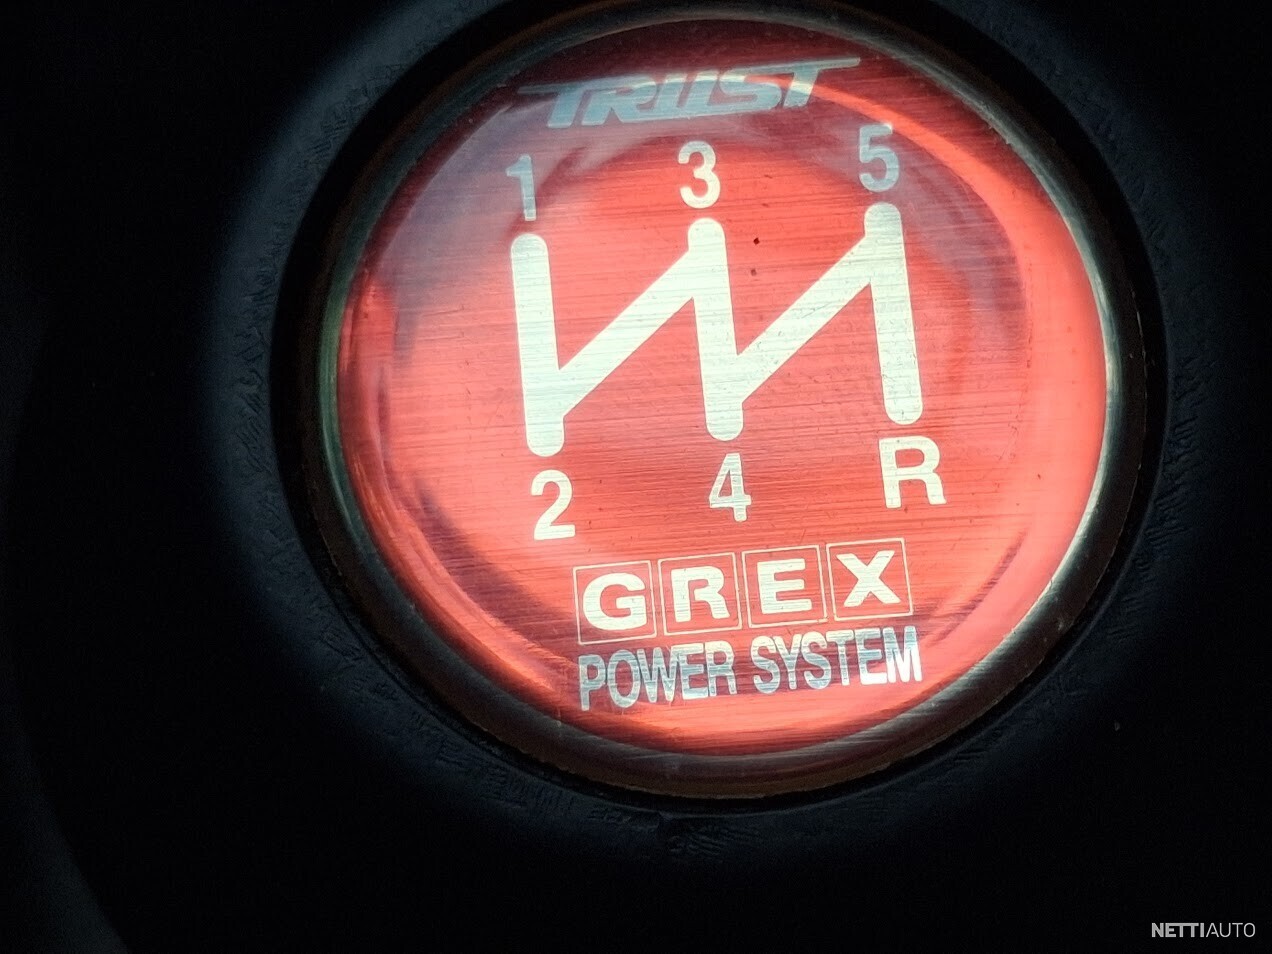 TRUST
1 3 5
2 4 R
GREX
POWER SYSTEM
NETTIAUTO